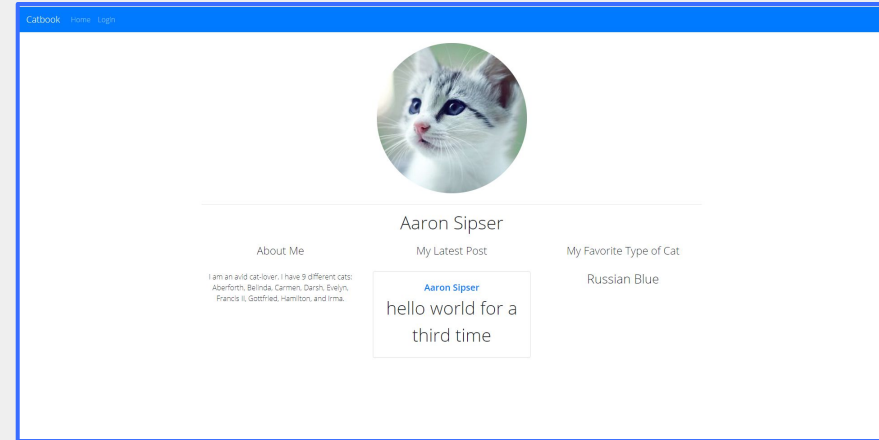 Catbook Home Login
Aaron Sipser
About Me
I am an avid cat-lover. I have 9 different cats:
Aberforth, Belinda, Carmen, Darsh, Evelyn,
Francis II, Gottfried, Hamilton, and Irma.
My Latest Post
Aaron Sipser
hello world for a
third time
My Favorite Type of Cat
Russian Blue